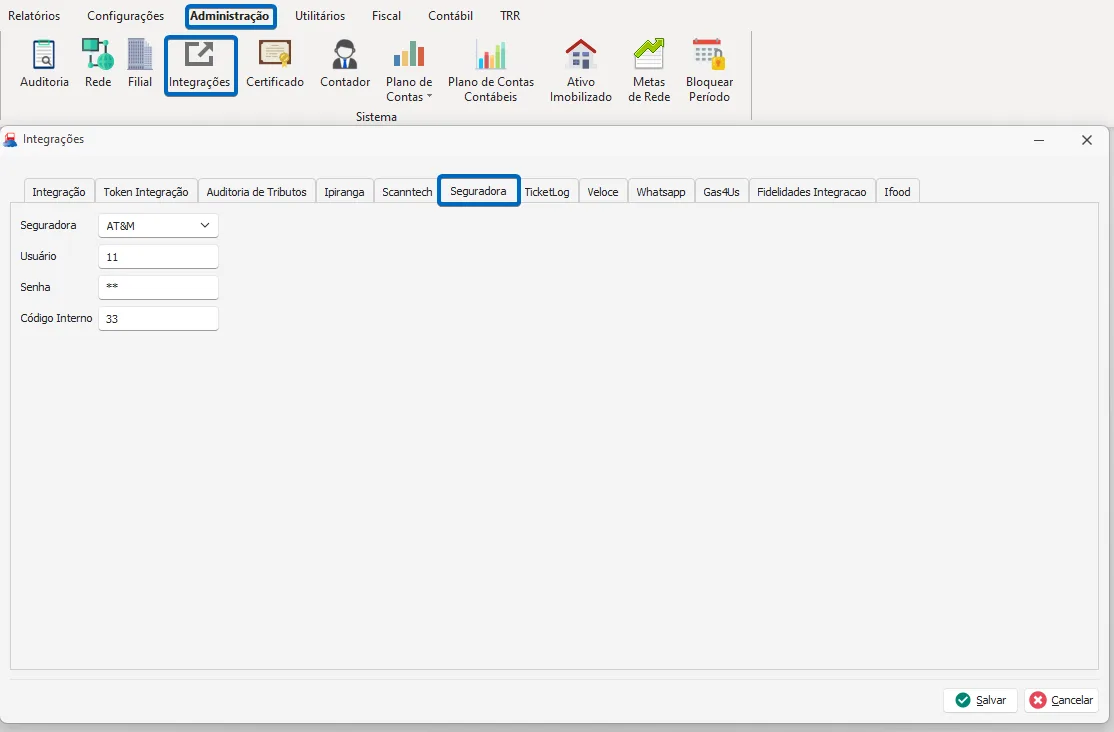 Relatórios Configurações Administração Utilitários Fiscal Contábil TRR
Auditoria Rede Filial Integrações Certificado Contador Plano de Contas Plano de Contas Contábeis Ativo Imobilizado Metas de Rede Bloquear Período
Sistema
Integrações
Integração Token Integração Auditoria de Tributos Ipiranga Scanntech Seguradora TicketLog Veloce Whatsapp Gas4Us Fidelidades Integracao Ifood
Seguradora AT&M
Usuário 11
Senha **
Código Interno 33
Salvar Cancelar